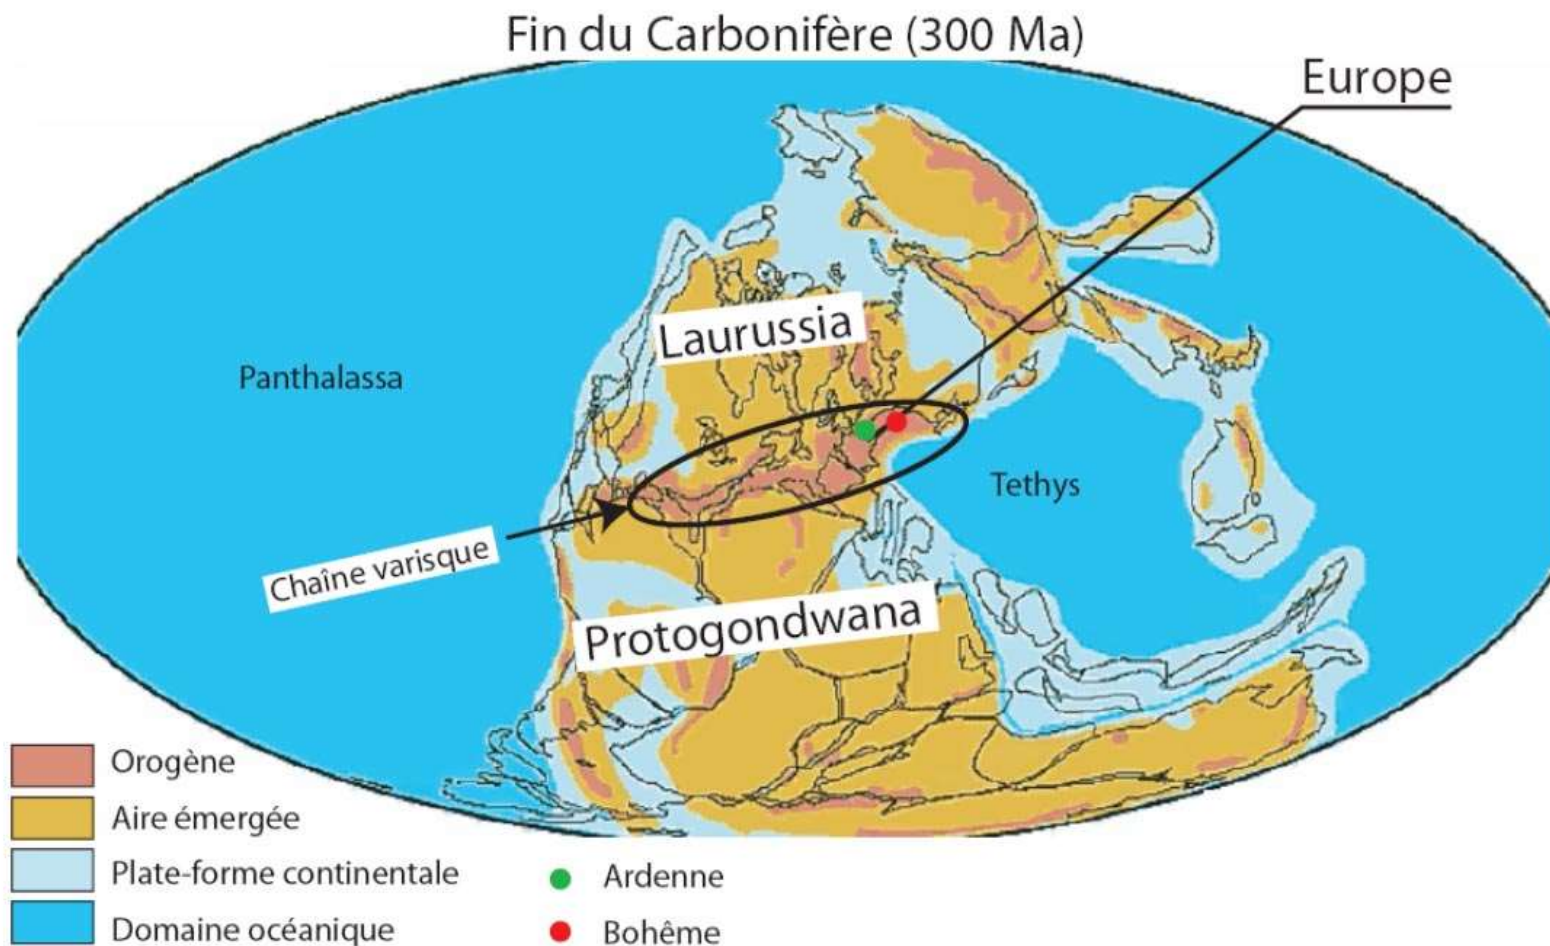 Fin du Carbonifère (300 Ma)
Europe
Laurussia
Panthalassa
Tethys
Chaîne varisque
Protogondwana
Orogène
Aire émergée
Plate-forme continentale
Domaine océanique
Ardenne
Bohême